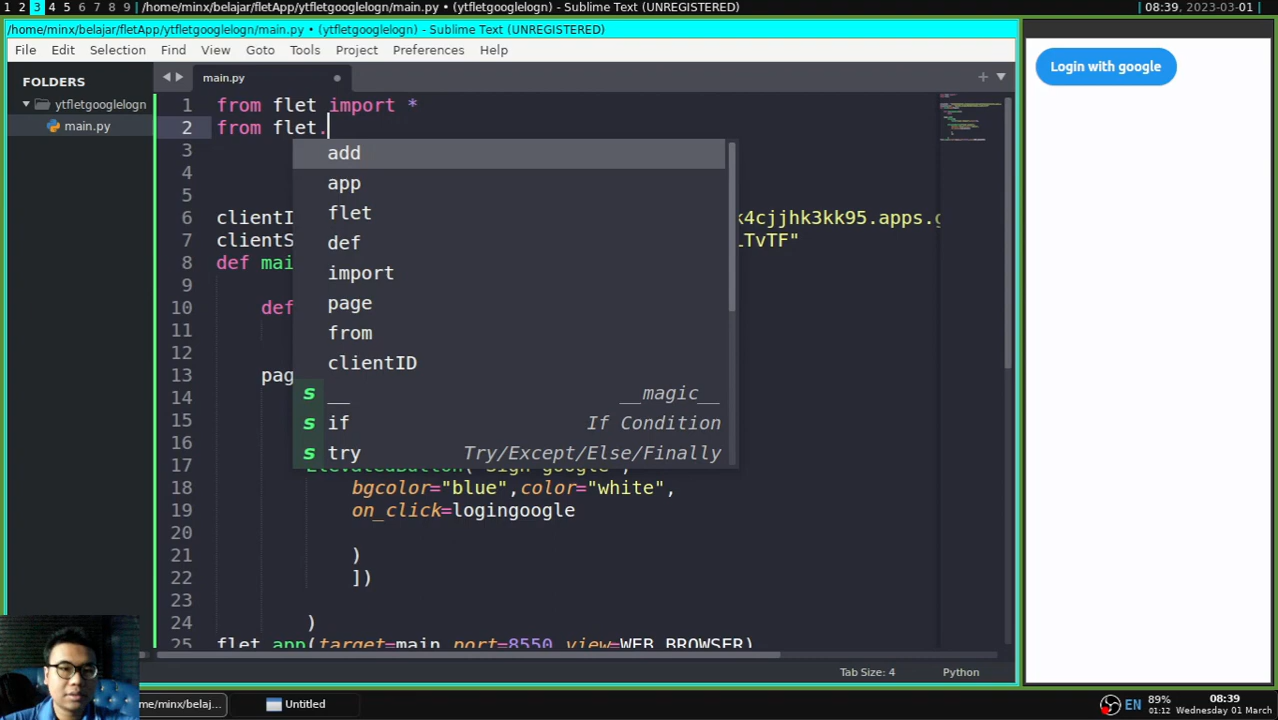 1 2 3 4 5 6 7 8 9 /home/minx/belajar/fletApp/ytfletgooglelogn/main.py • (ytfletgooglelogn) - Sublime Text (UNREGISTERED) 08:39, 2023-03-01
/home/minx/belajar/fletApp/ytfletgooglelogn/main.py • (ytfletgooglelogn) - Sublime Text (UNREGISTERED)
File Edit Selection Find View Goto Tools Project Preferences Help
FOLDERS
ytfletgooglelogn
main.py
main.py
1 from flet import *
2 from flet.
3
4
5
6 clientI k4cjjhk3kk95.apps.g
7 clientS LTvTF"
8 def mai
9
10 def
11
12
13 pag
14
15
16
17
18 bgcolor="blue",color="white",
19 on_click=logingoogle
20
21 )
22 ])
23
24 )
25 flet.app(target=main,port=8550,view=WEB_BROWSER)
add
app
flet
def
import
page
from
clientID
s __ __magic__
s if If Condition
s try Try/Except/Else/Finally
Tab Size: 4 Python
Login with google
me/minx/belaj... Untitled
EN 89% 01:12 08:39 Wednesday 01 March